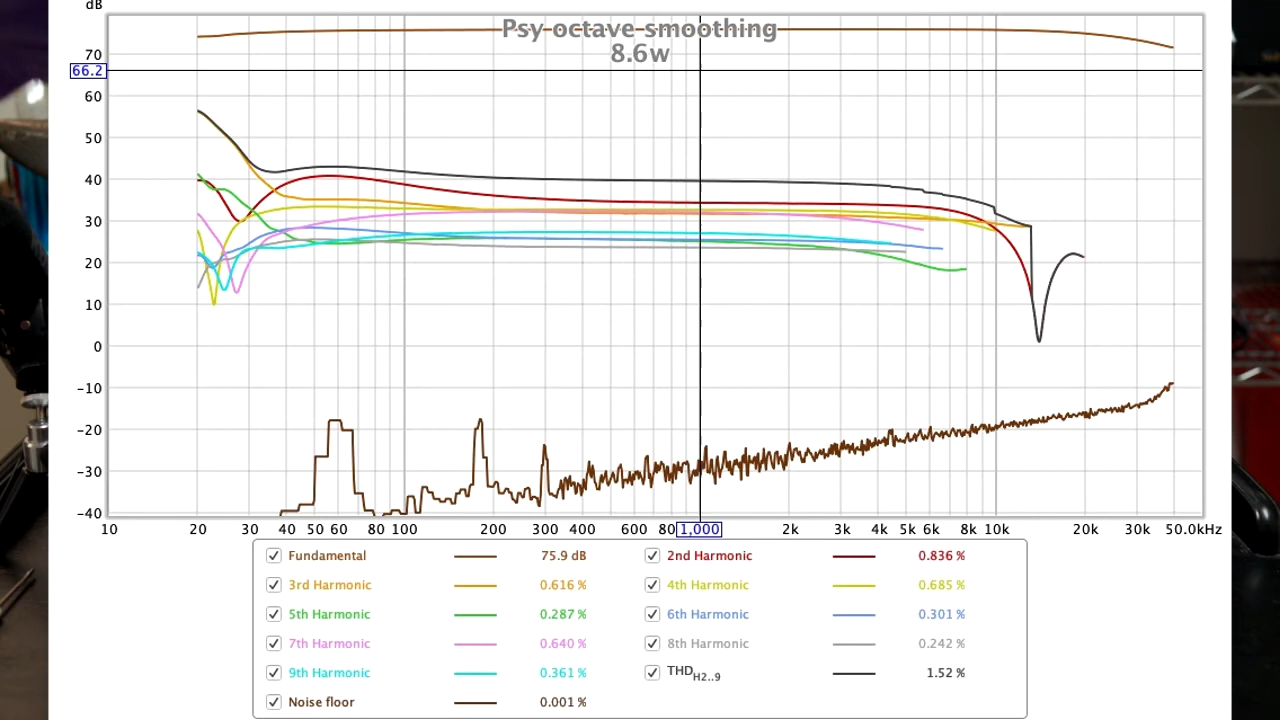 dB
Psy octave smoothing
8.6w
70
66.2
60
50
40
30
20
10
0
-10
-20
-30
-40
10 20 30 40 50 60 80 100 200 300 400 600 80 1,000 2k 3k 4k 5k 6k 8k 10k 20k 30k 50.0kHz
Fundamental 75.9 dB 2nd Harmonic 0.836 %
3rd Harmonic 0.616 % 4th Harmonic 0.685 %
5th Harmonic 0.287 % 6th Harmonic 0.301 %
7th Harmonic 0.640 % 8th Harmonic 0.242 %
9th Harmonic 0.361 % THD H2..9 1.52 %
Noise floor 0.001 %